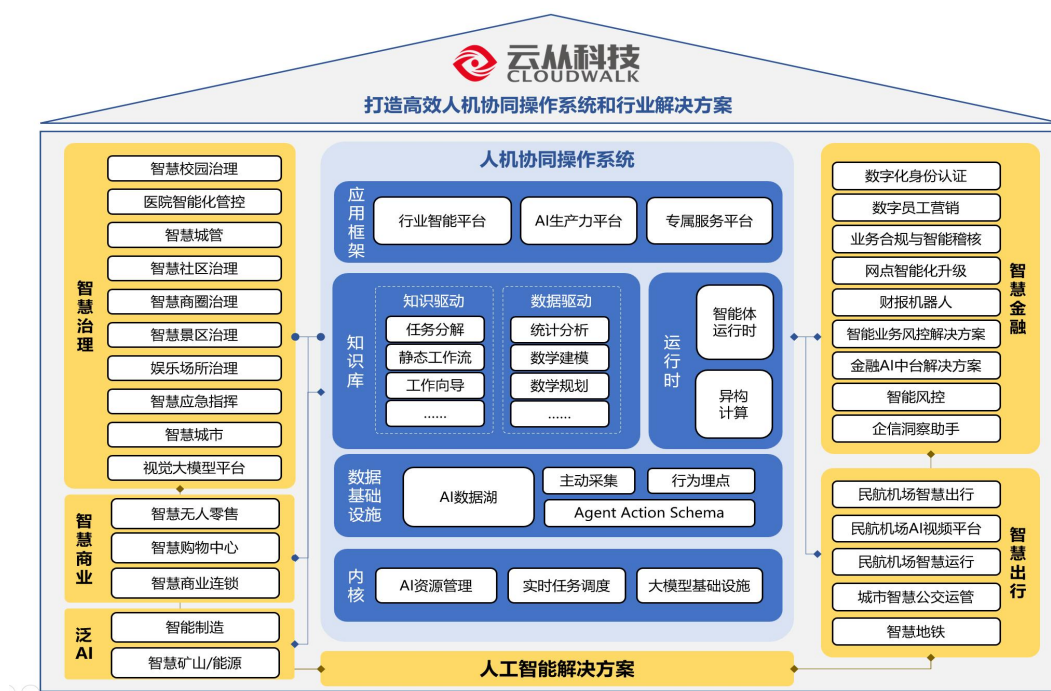 云从科技
CLOUDWALK
打造高效人机协同操作系统和行业解决方案
智慧治理
智慧校园治理
医院智能化管控
智慧城管
智慧社区治理
智慧商圈治理
智慧景区治理
娱乐场所治理
智慧应急指挥
智慧城市
视觉大模型平台
智慧商业
智慧无人零售
智慧购物中心
智慧商业连锁
泛AI
智能制造
智慧矿山/能源
人机协同操作系统
应用框架
行业智能平台
AI生产力平台
专属服务平台
知识库
知识驱动
任务分解
静态工作流
工作向导
......
数据驱动
统计分析
数学建模
数学规划
......
运行时
智能体
运行时
异构
计算
数据
基础
设施
AI数据湖
主动采集
行为埋点
Agent Action Schema
内核
AI资源管理
实时任务调度
大模型基础设施
人工智能解决方案
智慧金融
数字化身份认证
数字员工营销
业务合规与智能稽核
网点智能化升级
财报机器人
智能业务风控解决方案
金融AI中台解决方案
智能风控
企信洞察助手
智慧出行
民航机场智慧出行
民航机场AI视频平台
民航机场智慧运行
城市智慧公交运管
智慧地铁